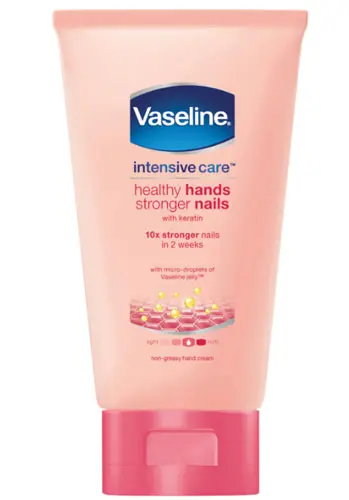 Vaseline.
intensive care™
healthy hands
stronger nails
with keratin
10x stronger nails
in 2 weeks
with micro-droplets of
Vaseline jelly™
light
rich
non-greasy hand cream